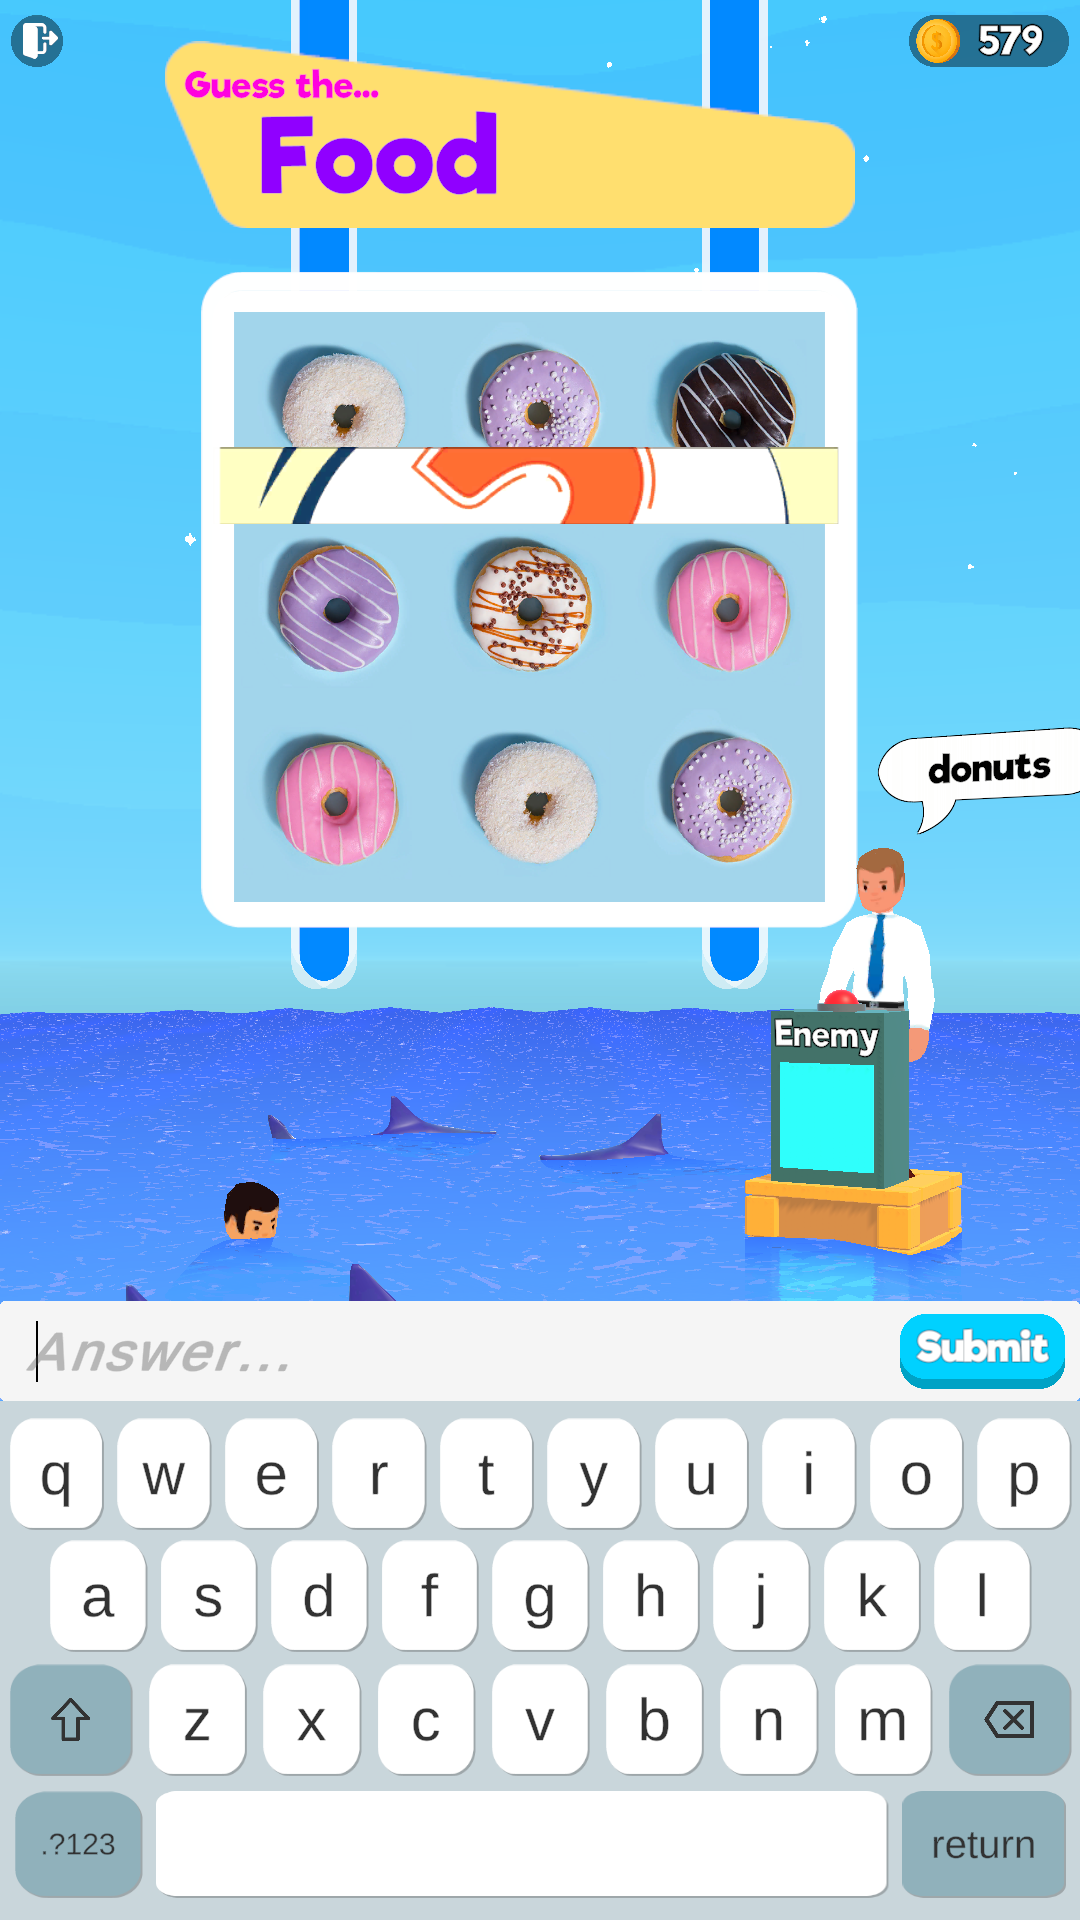 579
Guess the...
Food
donuts
Enemy
Answer...
Submit
q w e r t y u i o p
a s d f g h j k l
z x c v b n m
.?123
return